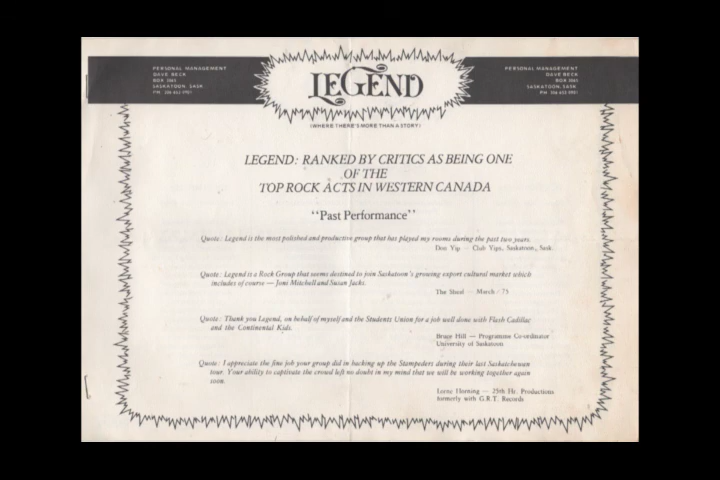 PERSONAL MANAGEMENT
DAVE BECK
BOX 1065
SASKATOON, SASK.
LEGEND
PERSONAL MANAGEMENT
DAVE BECK
SASKATOON, SASK.
(WHERE THERE'S MORE THAN A STORY)
LEGEND: RANKED BY CRITICS AS BEING ONE
OF THE
TOP ROCK ACTS IN WESTERN CANADA
"Past Performance"
Quote: Legend is the most polished and productive group that has played my rooms during the past two years.
Don Yip — Club Yips, Saskatoon, Sask.
Quote: Legend is a Rock Group that seems destined to join Saskatoon's growing export cultural market which
includes of course — Joni Mitchell and Susan Jacks.
The Sheaf — March / 75
Quote: Thank you Legend, on behalf of myself and the Students Union for a job well done with Flash Cadillac
and the Continental Kids.
Bruce Hill — Programme Co-ordinator
University of Saskatoon
Quote: I appreciate the fine job your group did in backing up the Stampeders during their last Saskatchewan
tour. Your ability to captivate the crowd left no doubt in my mind that we will be working together again
soon.
Lorne Horning — 25th Hr. Productions
formerly with G.R.T. Records